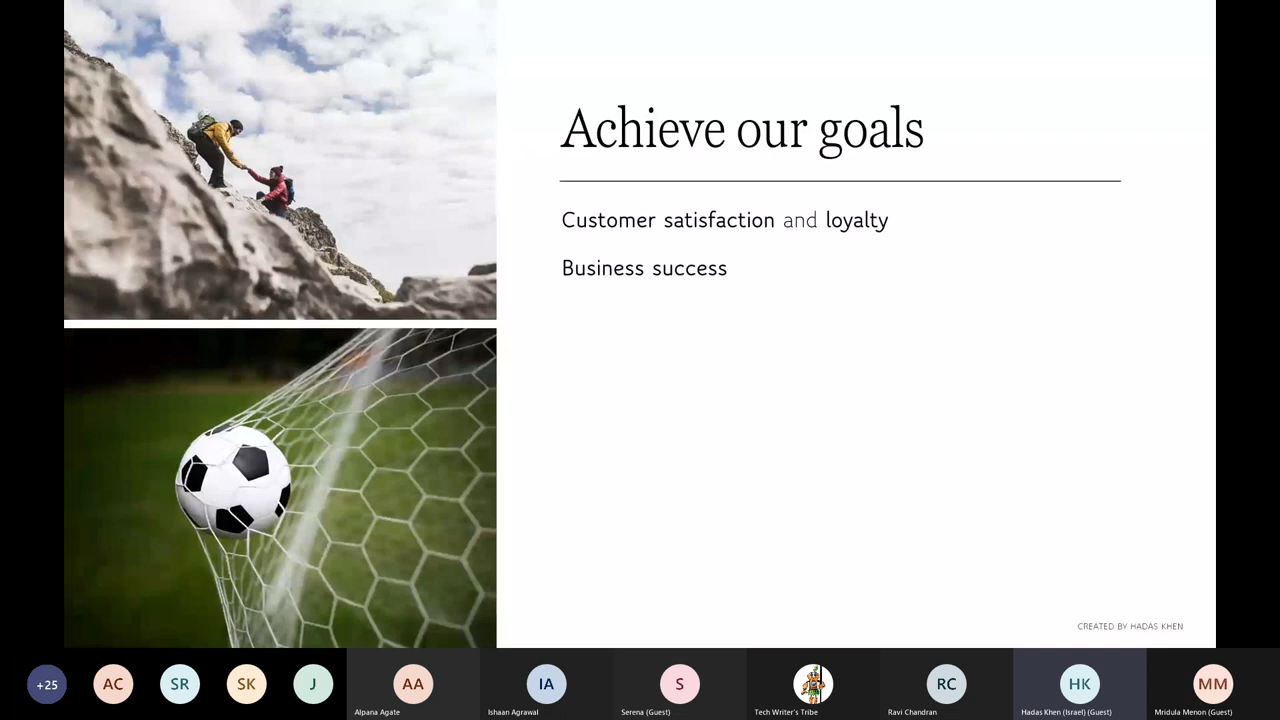 Achieve our goals
Customer satisfaction and loyalty
Business success
CREATED BY HADAS KHEN
+25
AC
SR
SK
J
AA
IA
S
RC
HK
MM
Alpana Agate
Ishaan Agrawal
Serena (Guest)
Tech Writer's Tribe
Ravi Chandran
Hadas Khen (Israel) (Guest)
Mridula Menon (Guest)